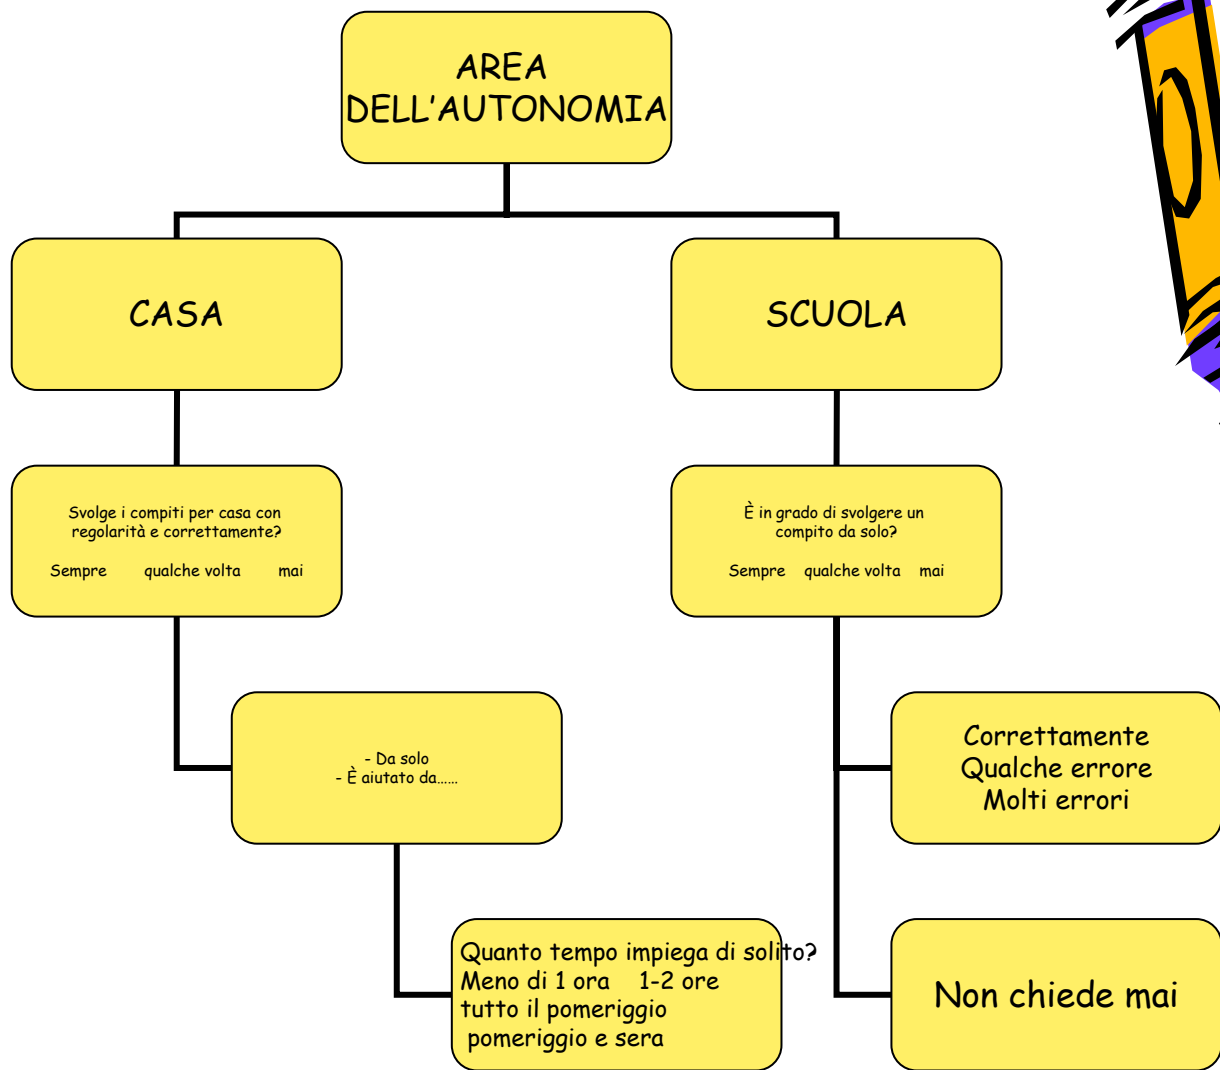 AREA
DELL'AUTONOMIA
CASA
SCUOLA
Svolge i compiti per casa con
regolarità e correttamente?
Sempre qualche volta mai
È in grado di svolgere un
compito da solo?
Sempre qualche volta mai
- Da solo
- È aiutato da……
Correttamente
Qualche errore
Molti errori
Quanto tempo impiega di solito?
Meno di 1 ora 1-2 ore
tutto il pomeriggio
pomeriggio e sera
Non chiede mai